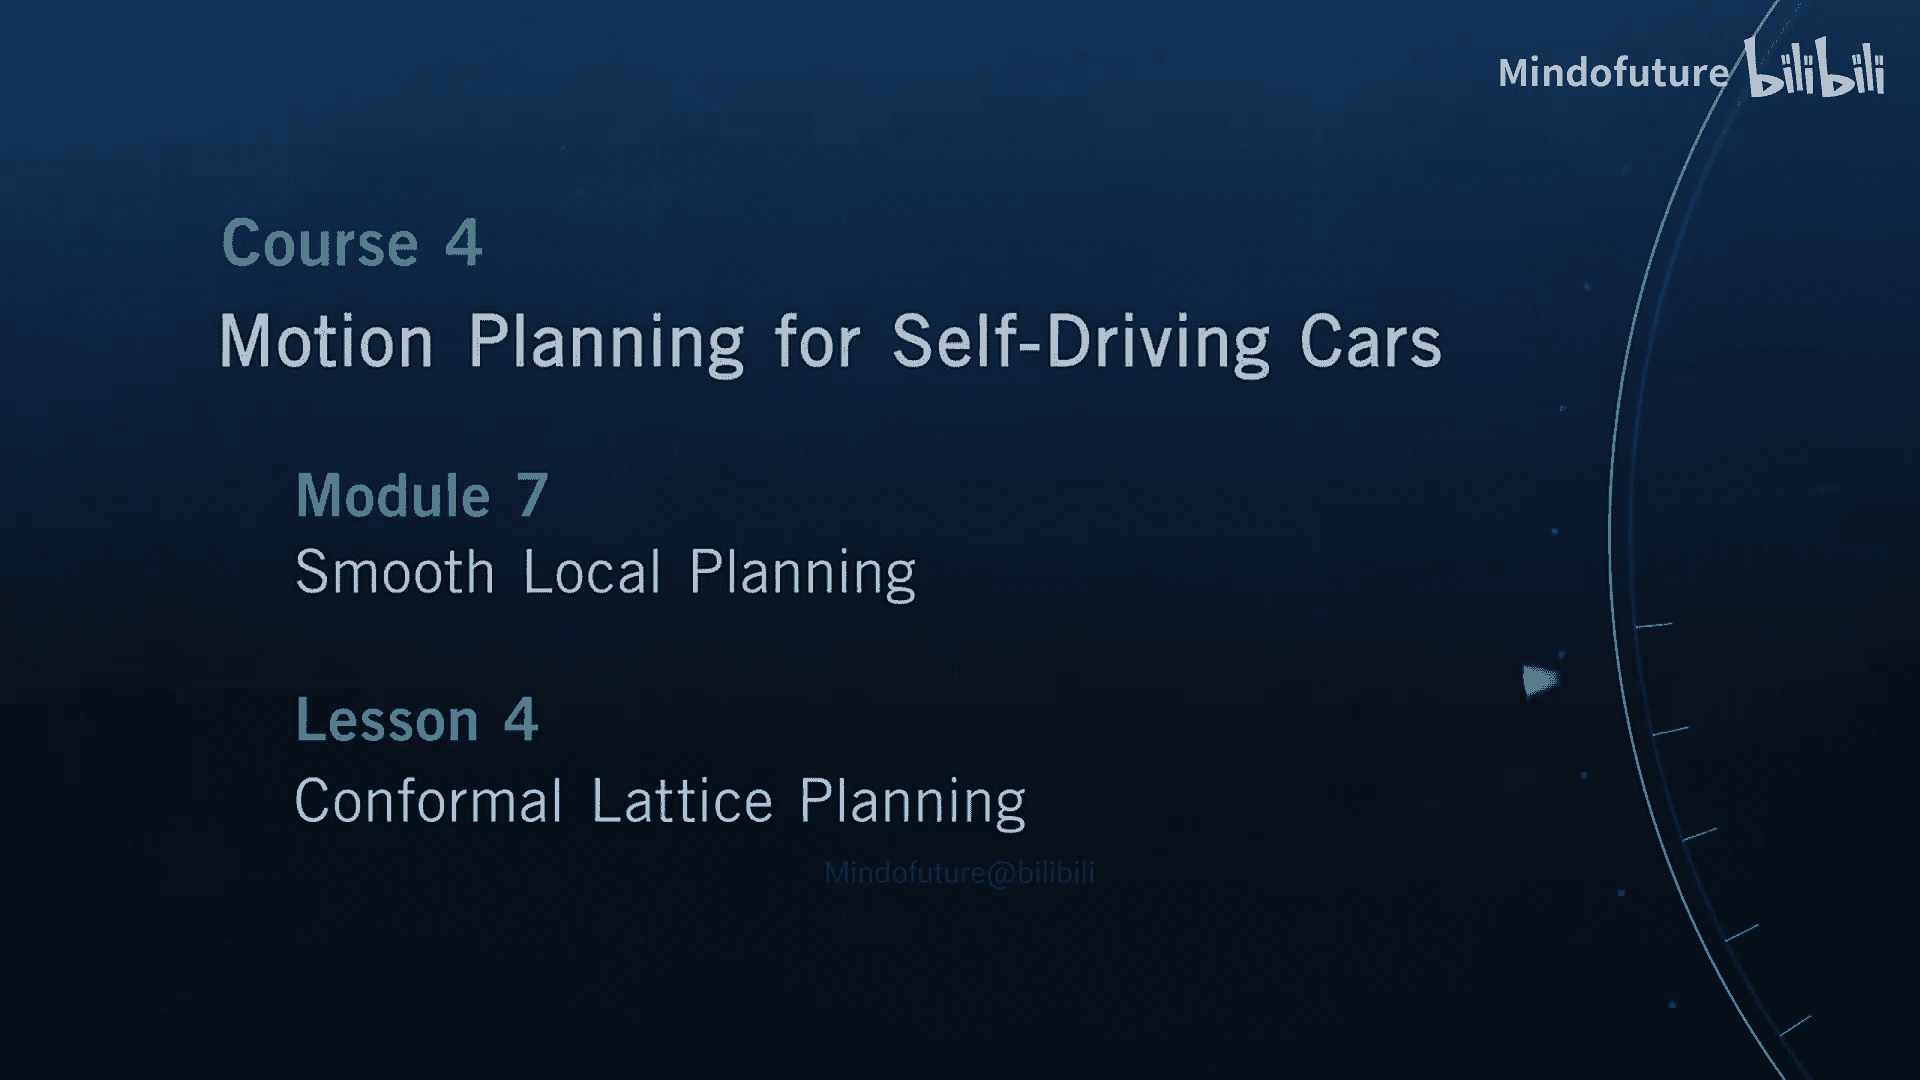 Mindofuture bilibili
Course 4
Motion Planning for Self-Driving Cars
Module 7
Smooth Local Planning
Lesson 4
Conformal Lattice Planning
Mindofuture@bilibili